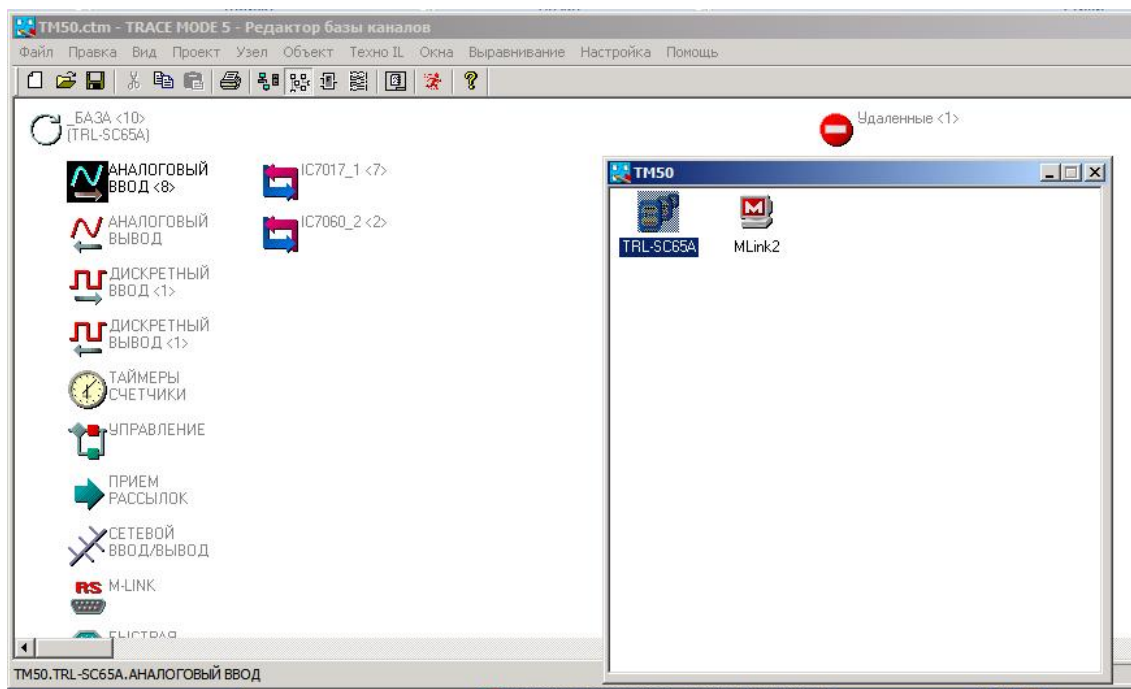 TM50.ctm - TRACE MODE 5 - Редактор базы каналов
Файл Правка Вид Проект Узел Объект Техно IL Окна Выравнивание Настройка Помощь
_БАЗА <10>
(TRL-SC65A)
Удаленные <1>
АНАЛОГОВЫЙ
ВВОД <8>
IC7017_1 <7>
TM50
АНАЛОГОВЫЙ
ВЫВОД
IC7060_2 <2>
TRL-SC65A
MLink2
ДИСКРЕТНЫЙ
ВВОД <1>
ДИСКРЕТНЫЙ
ВЫВОД <1>
ТАЙМЕРЫ
СЧЕТЧИКИ
УПРАВЛЕНИЕ
ПРИЕМ
РАССЫЛОК
СЕТЕВОЙ
ВВОД/ВЫВОД
RS M-LINK
БЫСТРАЯ
TM50.TRL-SC65A.АНАЛОГОВЫЙ ВВОД